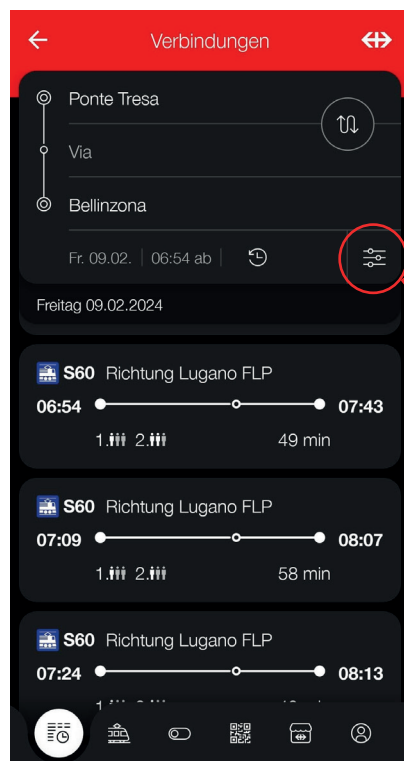 Verbindungen
Ponte Tresa
Via
Bellinzona
Fr. 09.02. 06:54 ab
Freitag 09.02.2024
S60 Richtung Lugano FLP
06:54 07:43
1. 2. 49 min
S60 Richtung Lugano FLP
07:09 08:07
1. 2. 58 min
S60 Richtung Lugano FLP
07:24 08:13